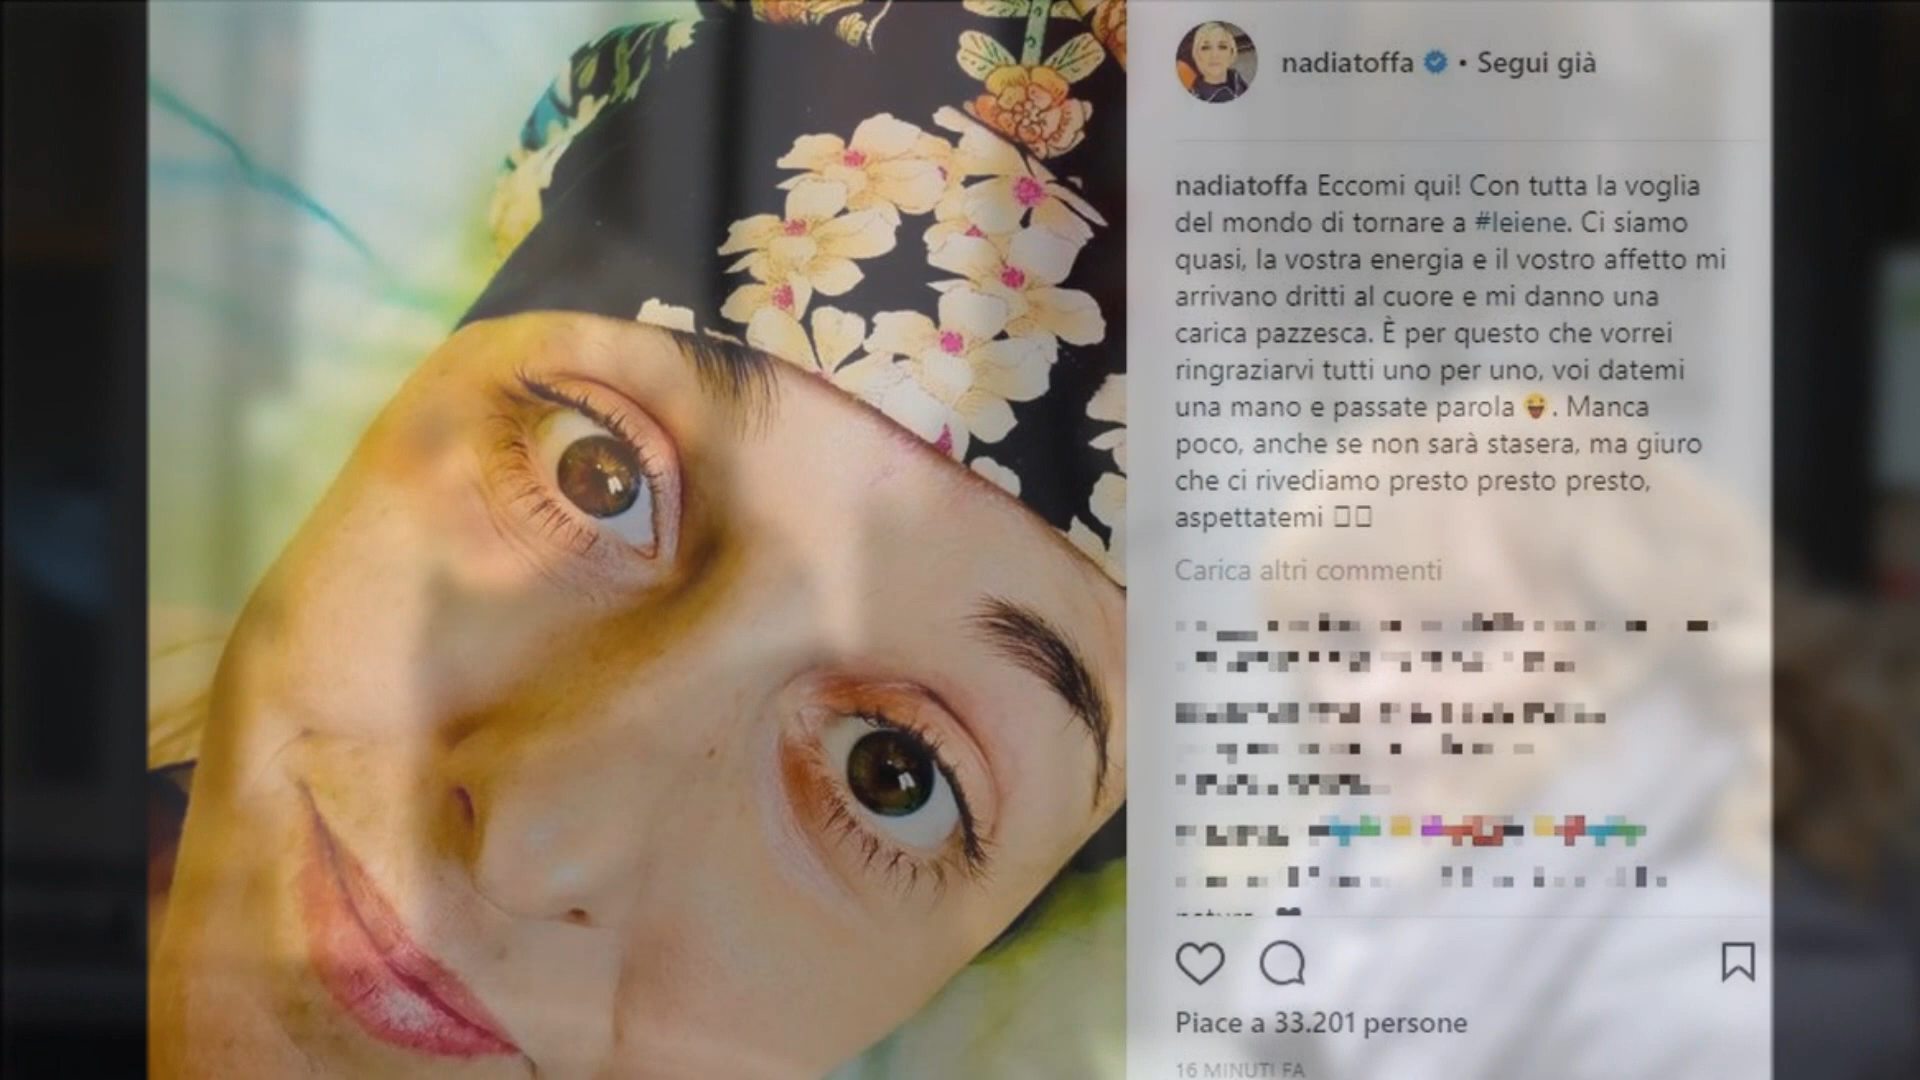 nadiatoffa • Segui già
nadiatoffa Eccomi qui! Con tutta la voglia
del mondo di tornare a #leiene. Ci siamo
quasi, la vostra energia e il vostro affetto mi
arrivano dritti al cuore e mi danno una
carica pazzesca. È per questo che vorrei
ringraziarvi tutti uno per uno, voi datemi
una mano e passate parola 😜. Manca
poco, anche se non sarà stasera, ma giuro
che ci rivediamo presto presto presto,
aspettatemi
Carica altri commenti
Piace a 33.201 persone
16 MINUTI FA